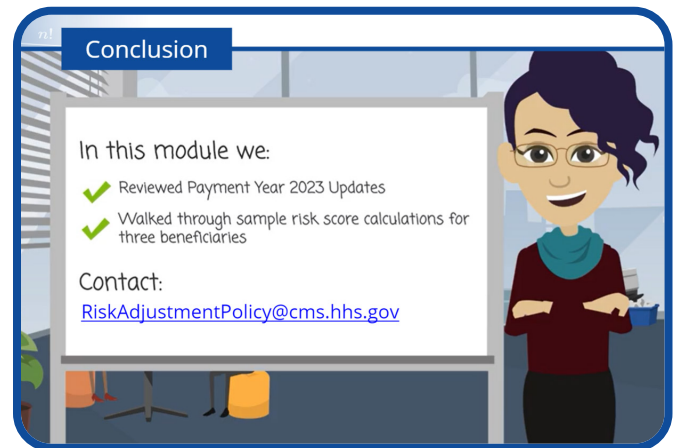 n!
Conclusion
In this module we:
Reviewed Payment Year 2023 Updates
Walked through sample risk score calculations for
three beneficiaries
Contact:
RiskAdjustmentPolicy@cms.hhs.gov